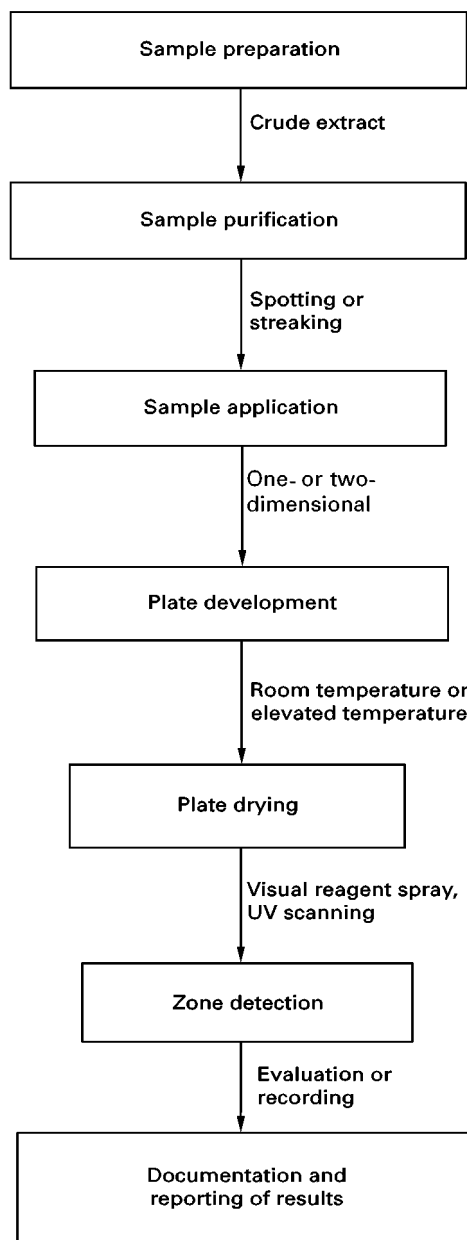 Sample preparation
Crude extract
Sample purification
Spotting or
streaking
Sample application
One- or two-
dimensional
Plate development
Room temperature or
elevated temperature
Plate drying
Visual reagent spray,
UV scanning
Zone detection
Evaluation or
recording
Documentation and
reporting of results